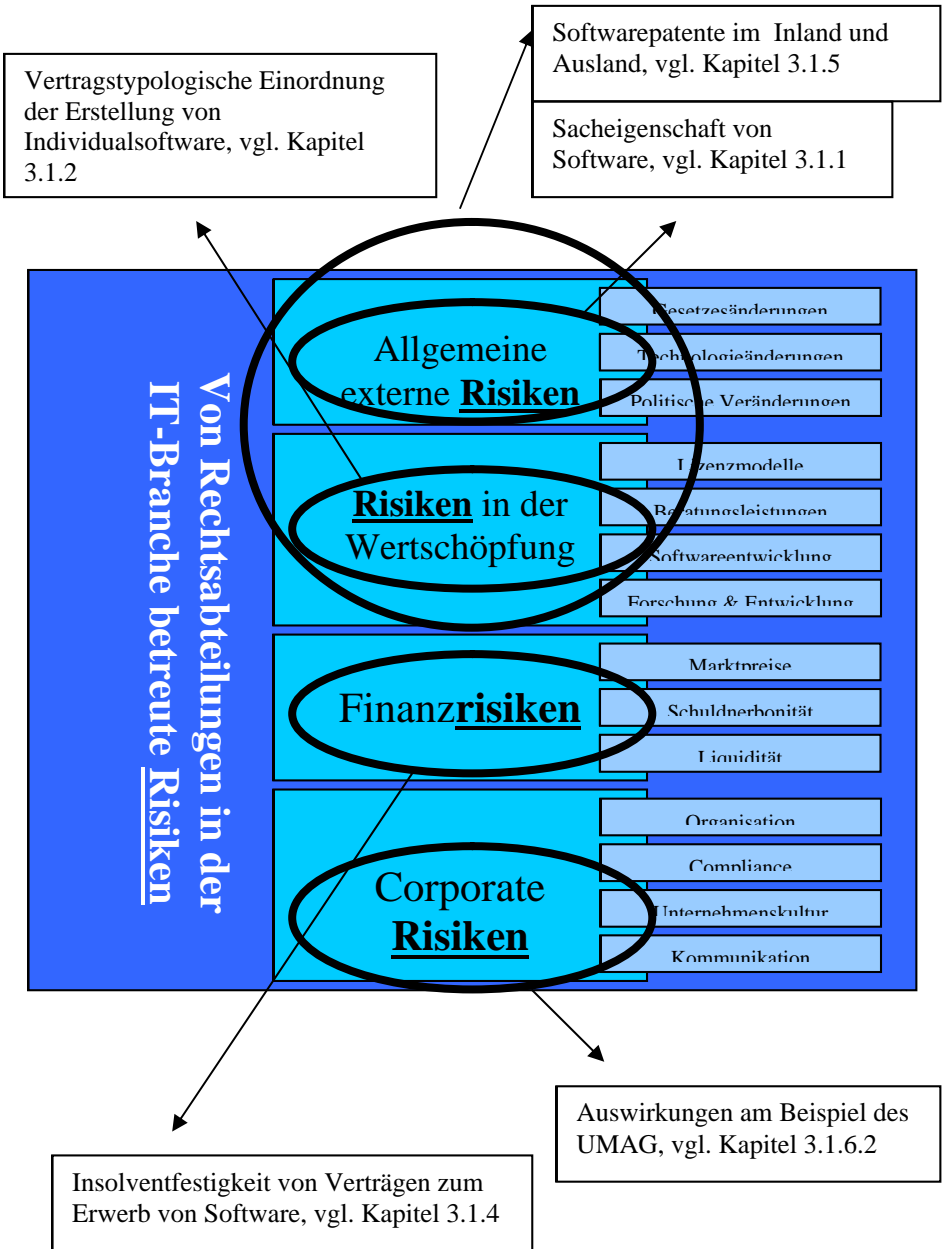 Softwarepatente im Inland und
Ausland, vgl. Kapitel 3.1.5
Vertragstypologische Einordnung
der Erstellung von
Individualsoftware, vgl. Kapitel
3.1.2
Sacheigenschaft von
Software, vgl. Kapitel 3.1.1
Von Rechtsabteilungen in der
IT-Branche betreute Risiken
Allgemeine
externe Risiken
Gesetzesänderungen
Technologieänderungen
Politische Veränderungen
Risiken in der
Wertschöpfung
Lizenzmodelle
Beratungsleistungen
Softwareentwicklung
Forschung & Entwicklung
Finanzrisiken
Marktpreise
Schuldnerbonität
Liquidität
Corporate
Risiken
Organisation
Compliance
Unternehmenskultur
Kommunikation
Auswirkungen am Beispiel des
UMAG, vgl. Kapitel 3.1.6.2
Insolventfestigkeit von Verträgen zum
Erwerb von Software, vgl. Kapitel 3.1.4